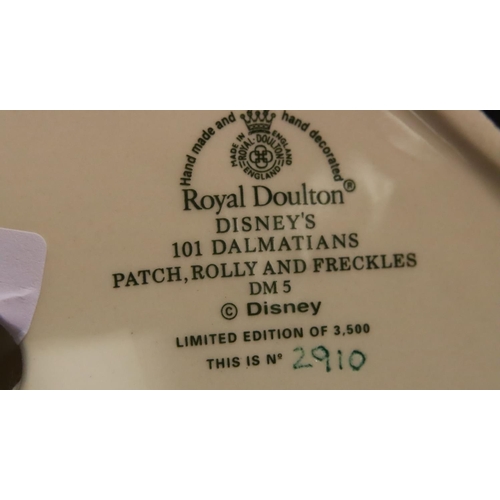 Hand made and hand decorated
MADE IN ENGLAND
ROYAL-DOULTON
ENGLAND
Royal Doulton®
DISNEY'S
101 DALMATIANS
PATCH, ROLLY AND FRECKLES
DM 5
© Disney
LIMITED EDITION OF 3,500
THIS IS Nº 2910